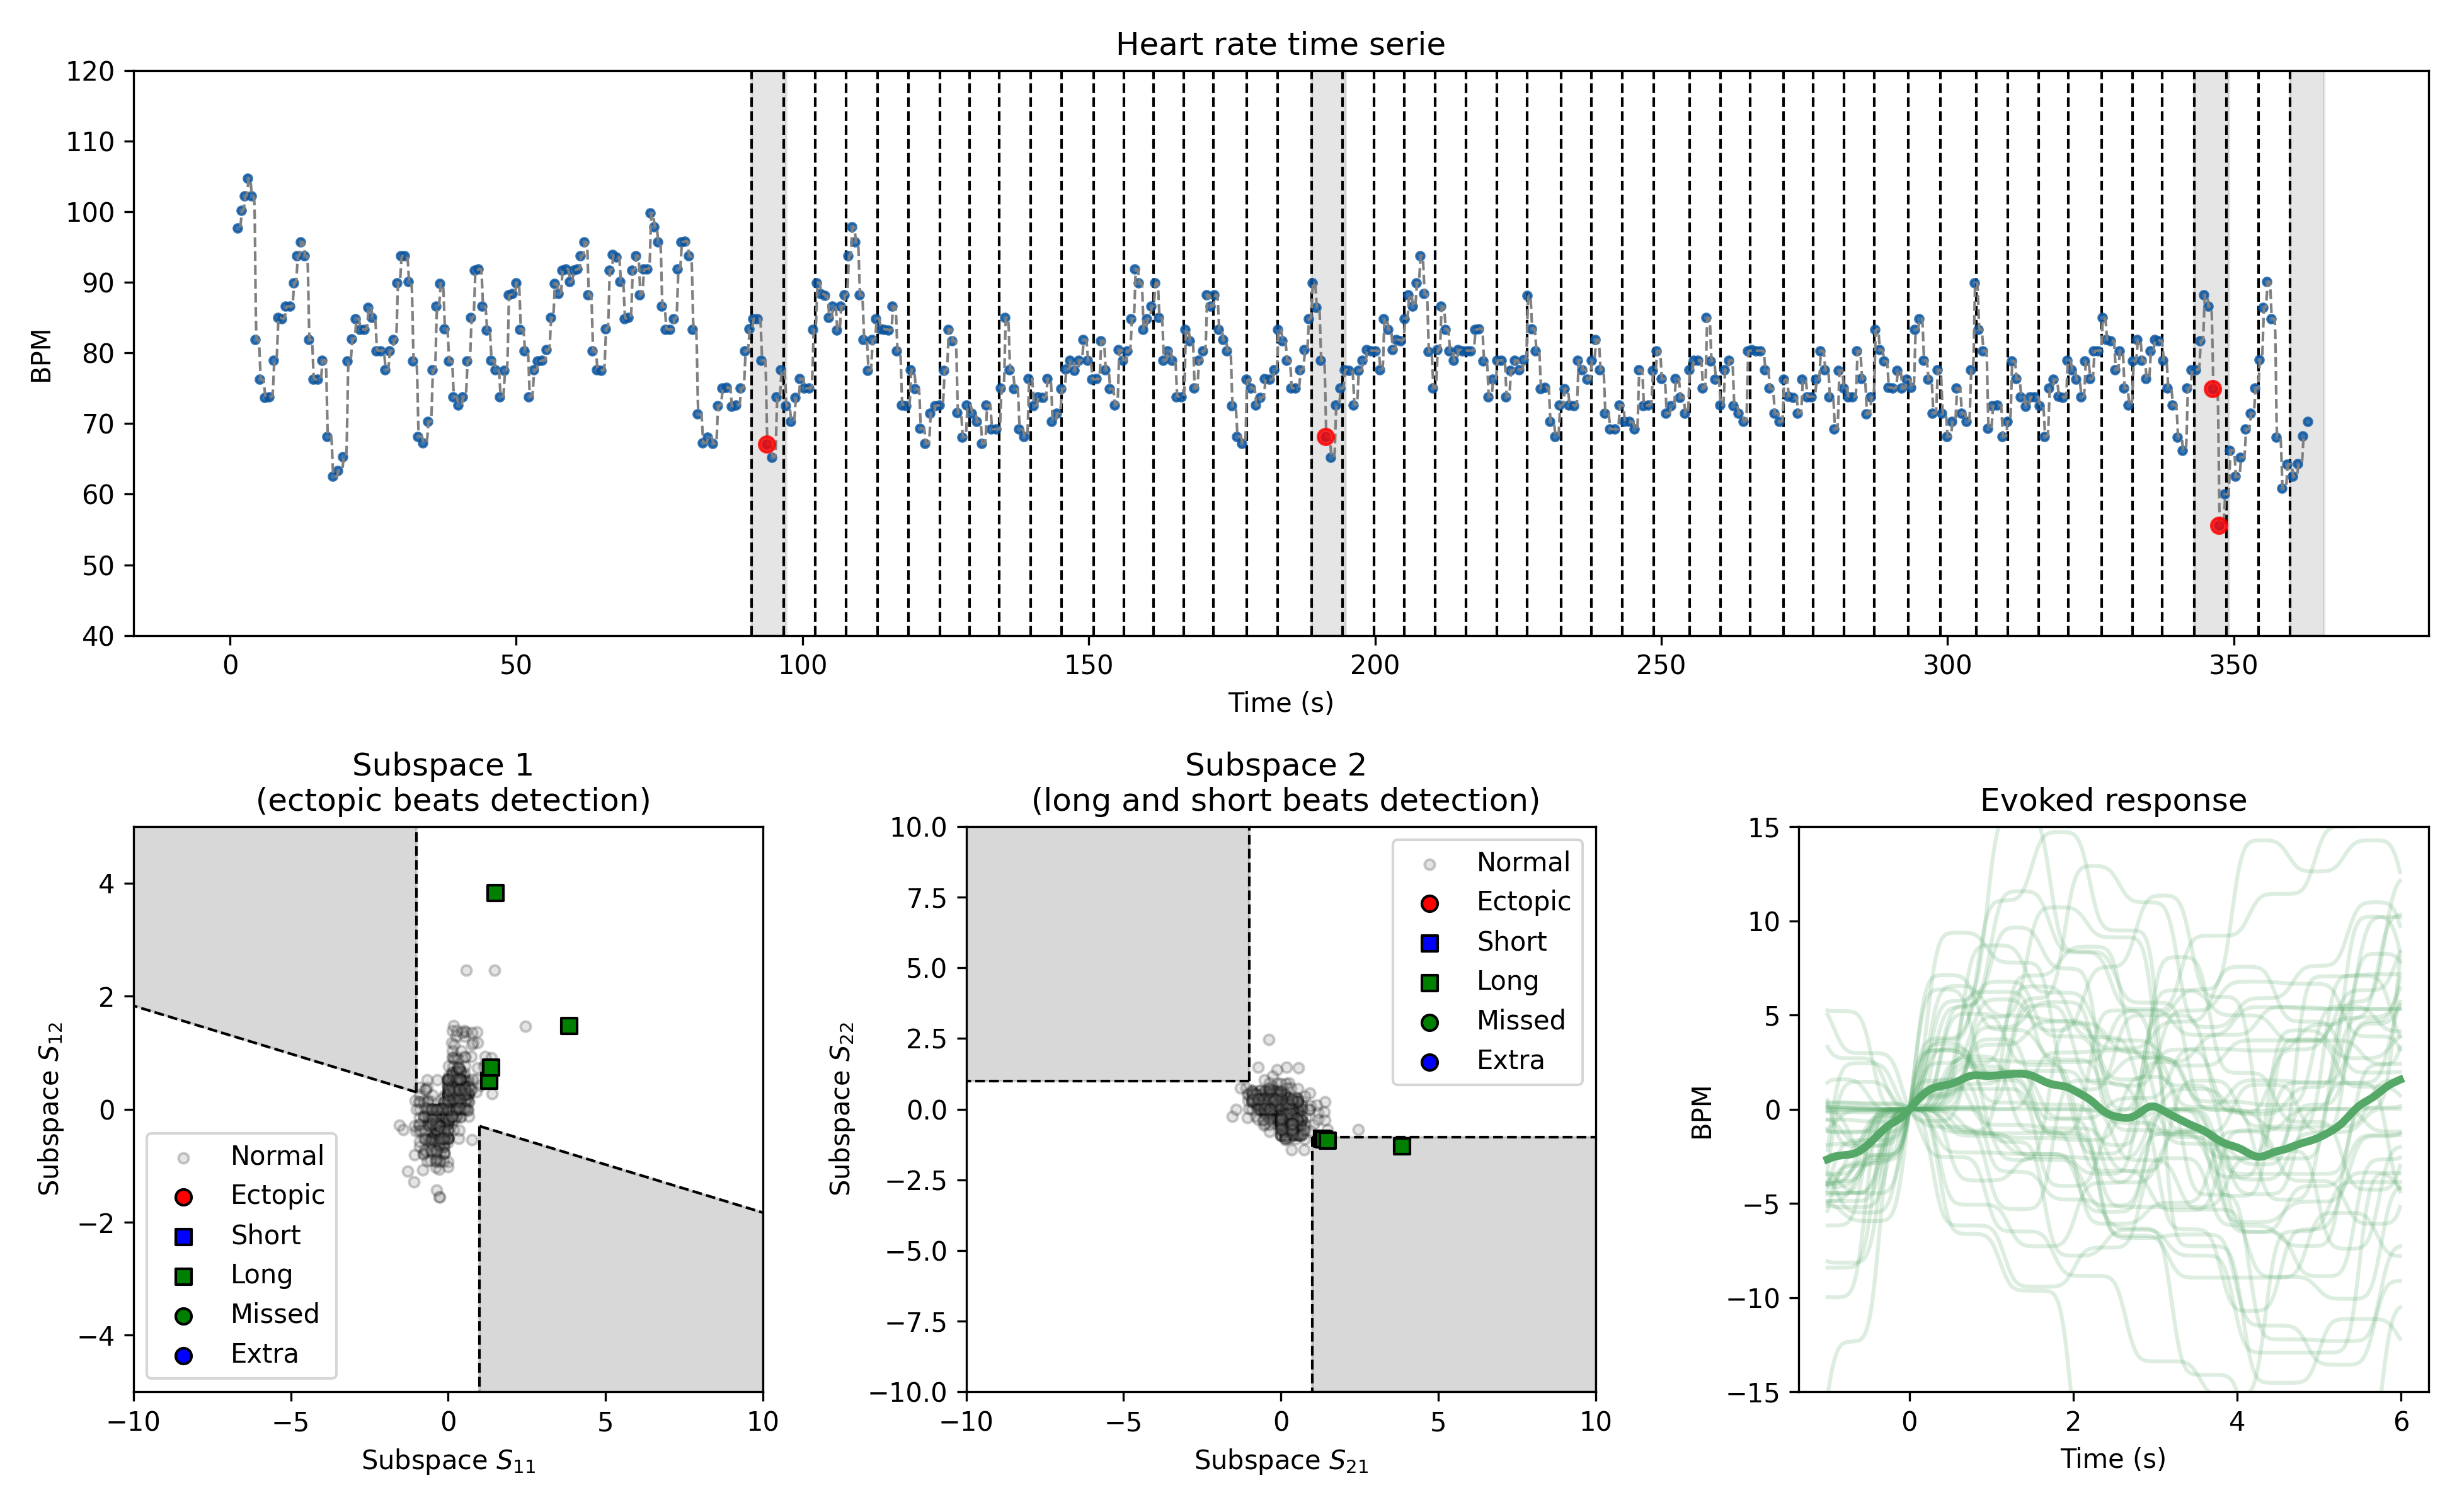 Heart rate time serie
120
110
100
90
80
70
60
50
40
BPM
0 50 100 150 200 250 300 350
Time (s)
Subspace 1
(ectopic beats detection)
4
2
0
−2
−4
Subspace S12
Normal
Ectopic
Short
Long
Missed
Extra
−10 −5 0 5 10
Subspace S11
Subspace 2
(long and short beats detection)
10.0
7.5
5.0
2.5
0.0
−2.5
−5.0
−7.5
−10.0
Subspace S22
Normal
Ectopic
Short
Long
Missed
Extra
−10 −5 0 5 10
Subspace S21
Evoked response
15
10
5
0
−5
−10
−15
BPM
0 2 4 6
Time (s)